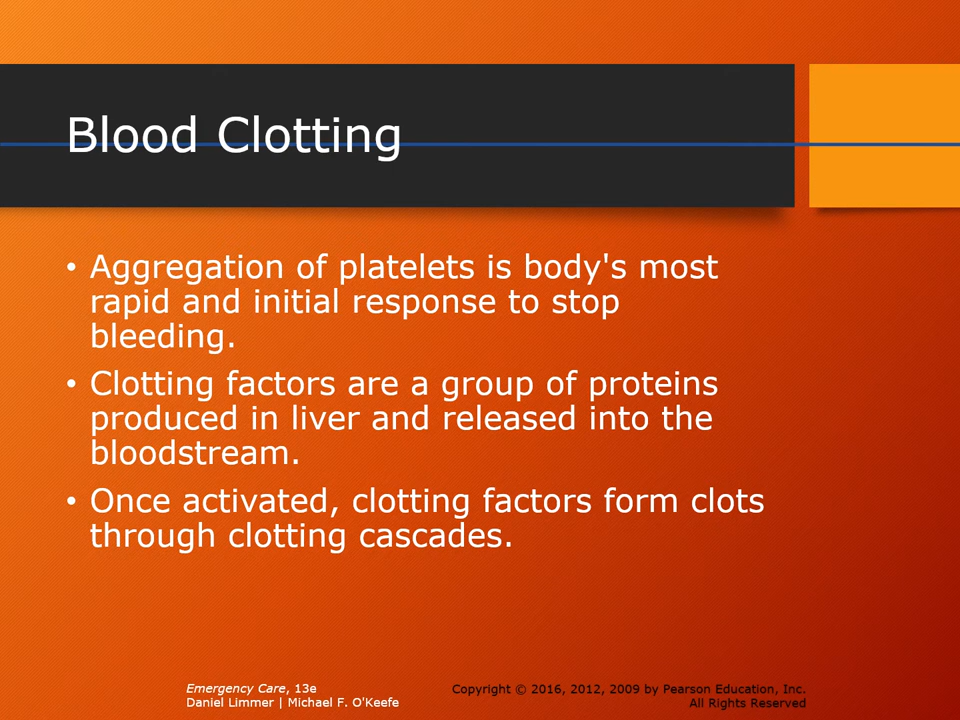 Blood Clotting
• Aggregation of platelets is body's most
rapid and initial response to stop
bleeding.
• Clotting factors are a group of proteins
produced in liver and released into the
bloodstream.
• Once activated, clotting factors form clots
through clotting cascades.
Emergency Care, 13e
Daniel Limmer | Michael F. O'Keefe
Copyright © 2016, 2012, 2009 by Pearson Education, Inc.
All Rights Reserved